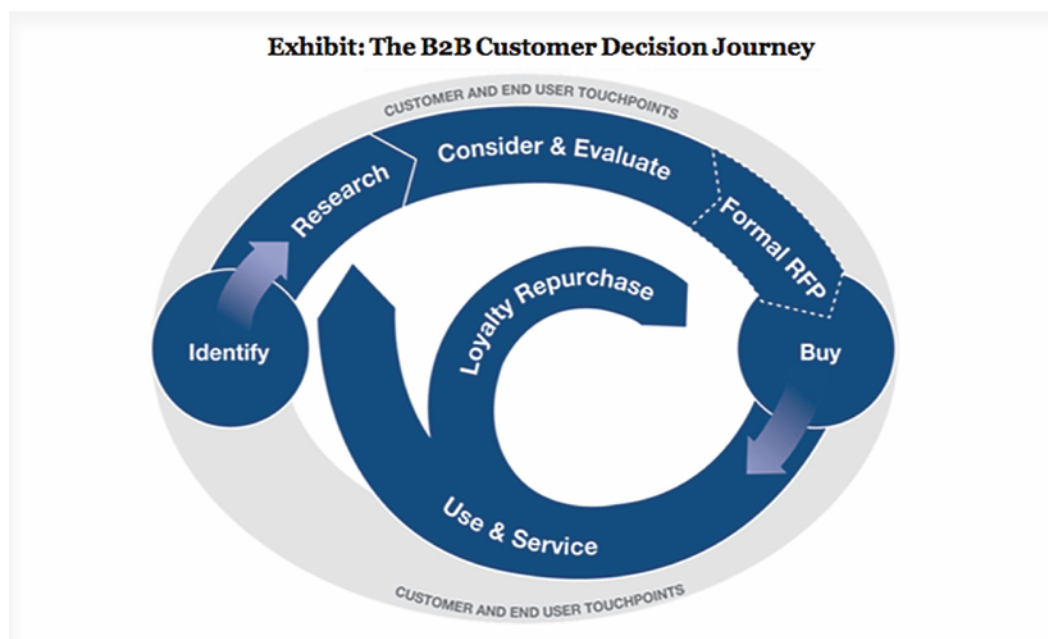 Exhibit: The B2B Customer Decision Journey
CUSTOMER AND END USER TOUCHPOINTS
Consider & Evaluate
Research
Formal RFP
Loyalty Repurchase
Identify
Buy
Use & Service
CUSTOMER AND END USER TOUCHPOINTS